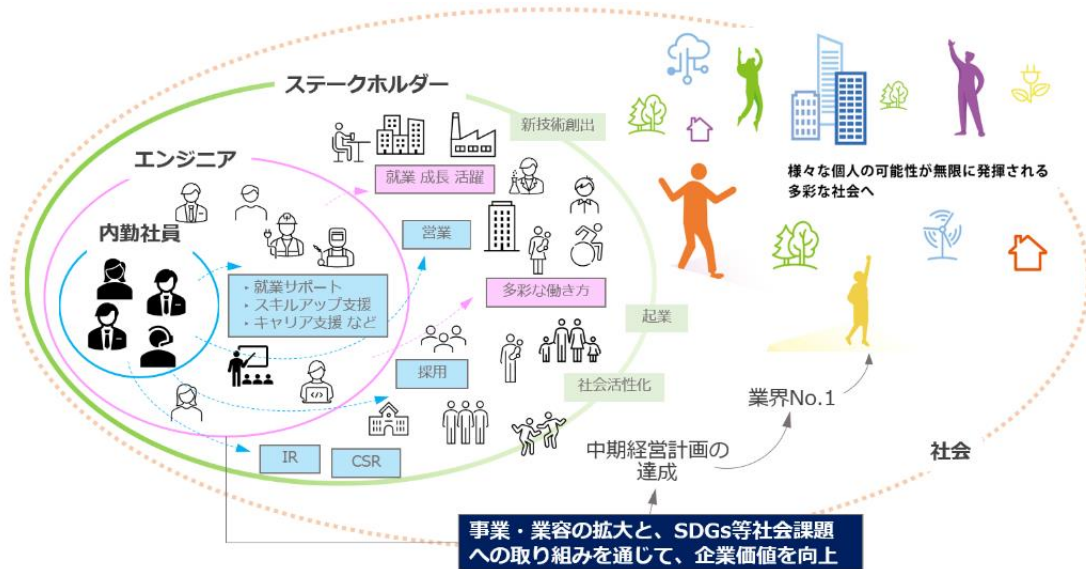 ステークホルダー
新技術創出
エンジニア
就業 成長 活躍
様々な個人の可能性が無限に発揮される
多彩な社会へ
内勤社員
営業
・就業サポート
・スキルアップ支援
・キャリア支援 など
多彩な働き方
起業
採用
社会活性化
業界No.1
IR
CSR
中期経営計画の
達成
社会
事業・業容の拡大と、SDGs等社会課題
への取り組みを通じて、企業価値を向上